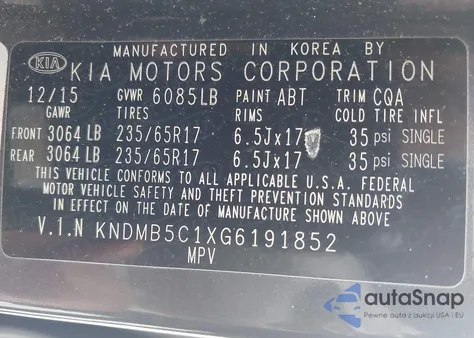 MANUFACTURED IN KOREA BY
KIA KIA MOTORS CORPORATION
12/15 GVWR 6085LB PAINT ABT TRIM CQA
GAWR TIRES RIMS COLD TIRE INFL
FRONT 3064 LB 235/65R17 6.5Jx17 35 psi SINGLE
REAR 3064 LB 235/65R17 6.5Jx17 35 psi SINGLE
THIS VEHICLE CONFORMS TO ALL APPLICABLE U.S.A. FEDERAL
MOTOR VEHICLE SAFETY AND THEFT PREVENTION STANDARDS
IN EFFECT ON THE DATE OF MANUFACTURE SHOWN ABOVE
V.I.N KNDMB5C1XG6191852
MPV
autoSnap
Pewne auta z aukcji USA i EU